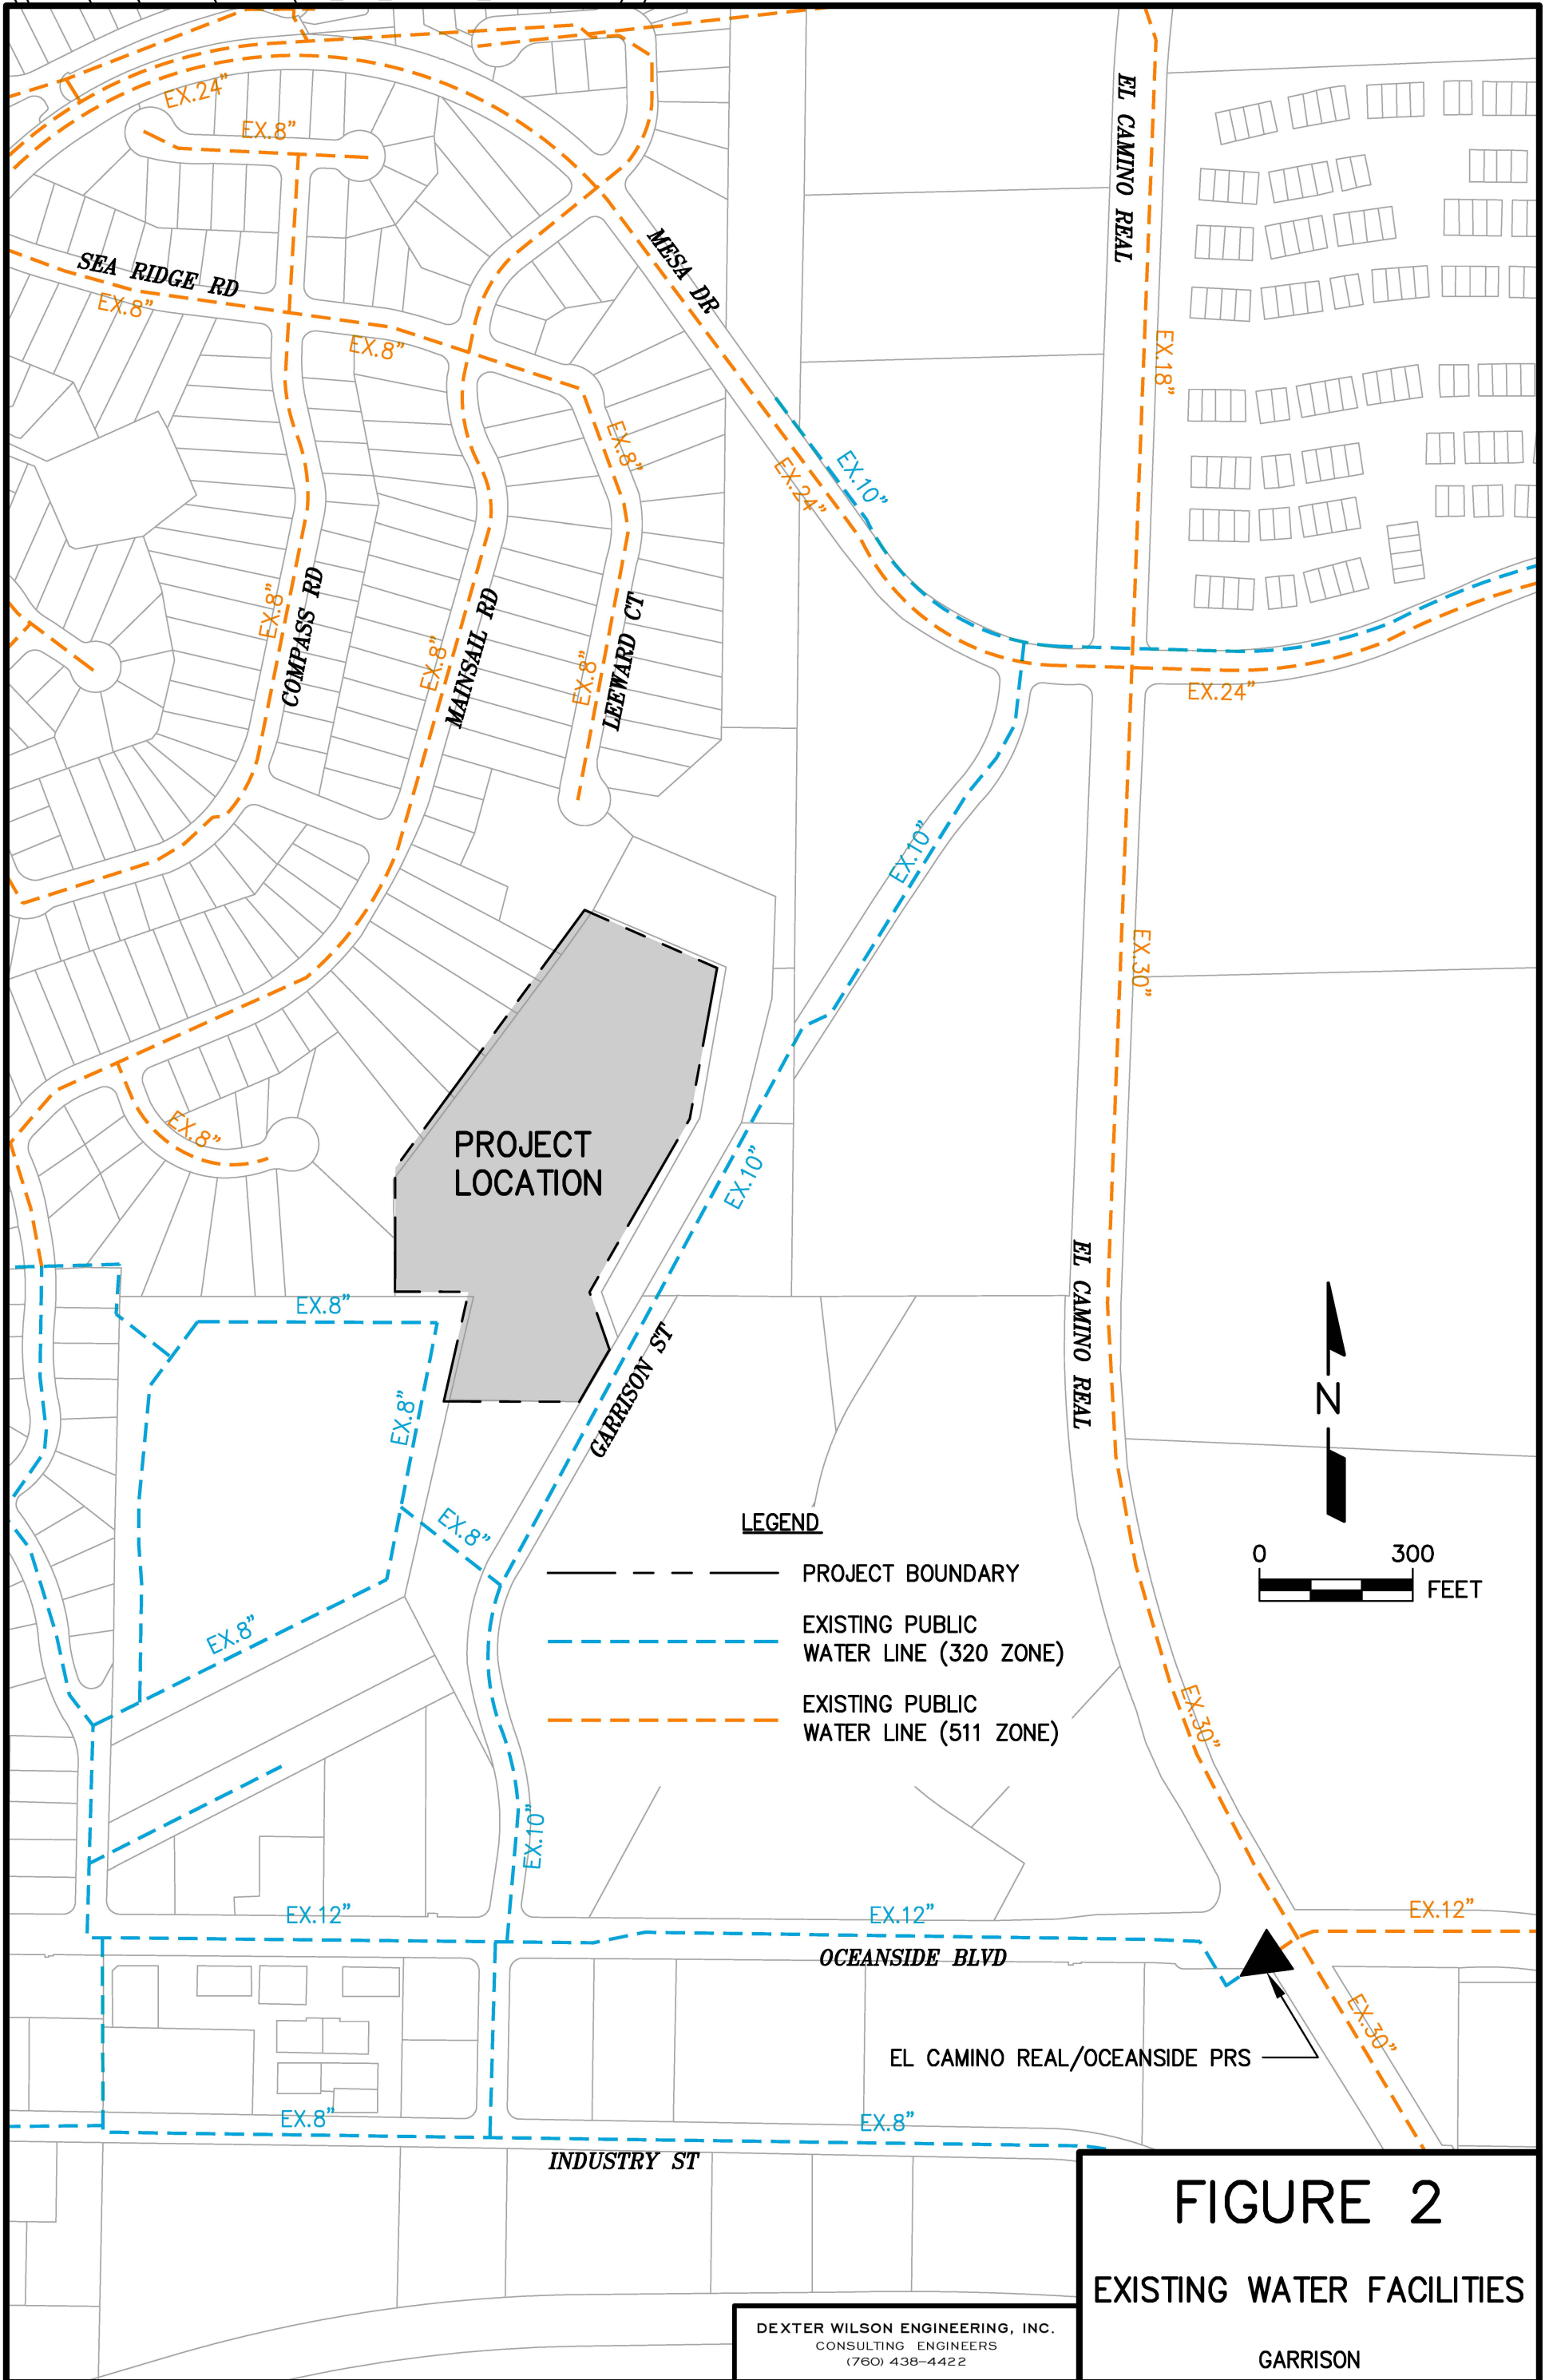 EX.24”
EX.8”
EL CAMINO REAL
SEA RIDGE RD
EX.8”
MESA DR
EX.8”
EX.18”
EX.8”
EX.10”
EX.24”
EX.8”
COMPASS RD
EX.8”
MAINSAIL RD
EX.8”
LEEWARD CT
EX.24”
EX.10”
EX.30”
EX.8”
PROJECT
LOCATION
EX.10”
EL CAMINO REAL
EX.8”
GARRISON ST
EX.8”
N
EX.8”
LEGEND
0 300
FEET
PROJECT BOUNDARY
EXISTING PUBLIC
WATER LINE (320 ZONE)
EX.8”
EXISTING PUBLIC
WATER LINE (511 ZONE)
EX.30”
EX.10”
EX.12”
EX.12”
EX.12”
OCEANSIDE BLVD
EX.30”
EL CAMINO REAL/OCEANSIDE PRS
EX.8”
EX.8”
INDUSTRY ST
FIGURE 2
EXISTING WATER FACILITIES
GARRISON
DEXTER WILSON ENGINEERING, INC.
CONSULTING ENGINEERS
(760) 438-4422